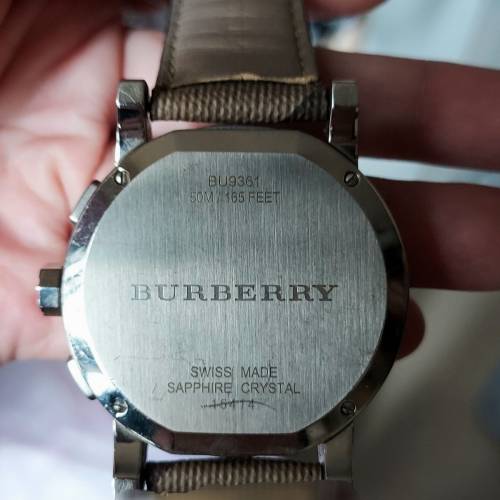 BU9361
50M / 165 FEET
BURBERRY
SWISS MADE
SAPPHIRE CRYSTAL